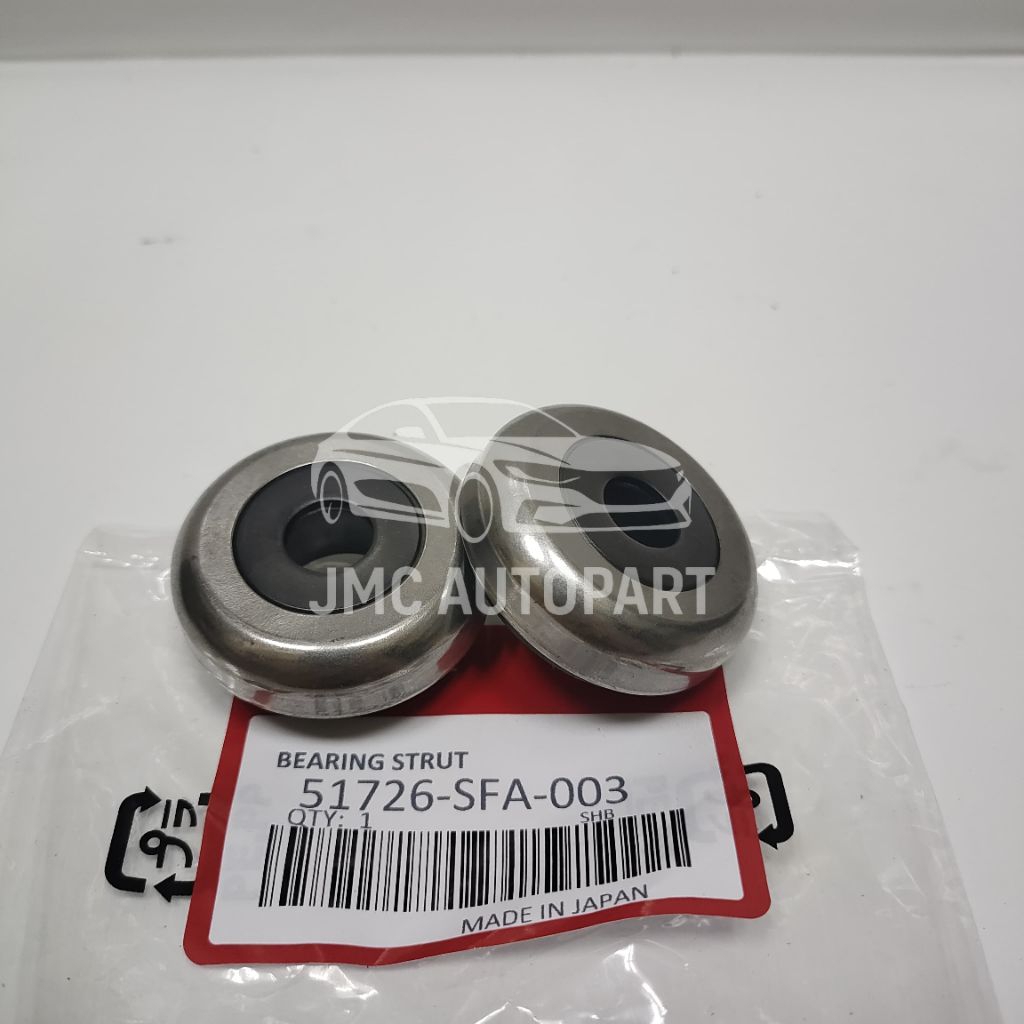 JMC AUTOPART
BEARING STRUT
51726-SFA-003
QTY: 1 SHB
MADE IN JAPAN